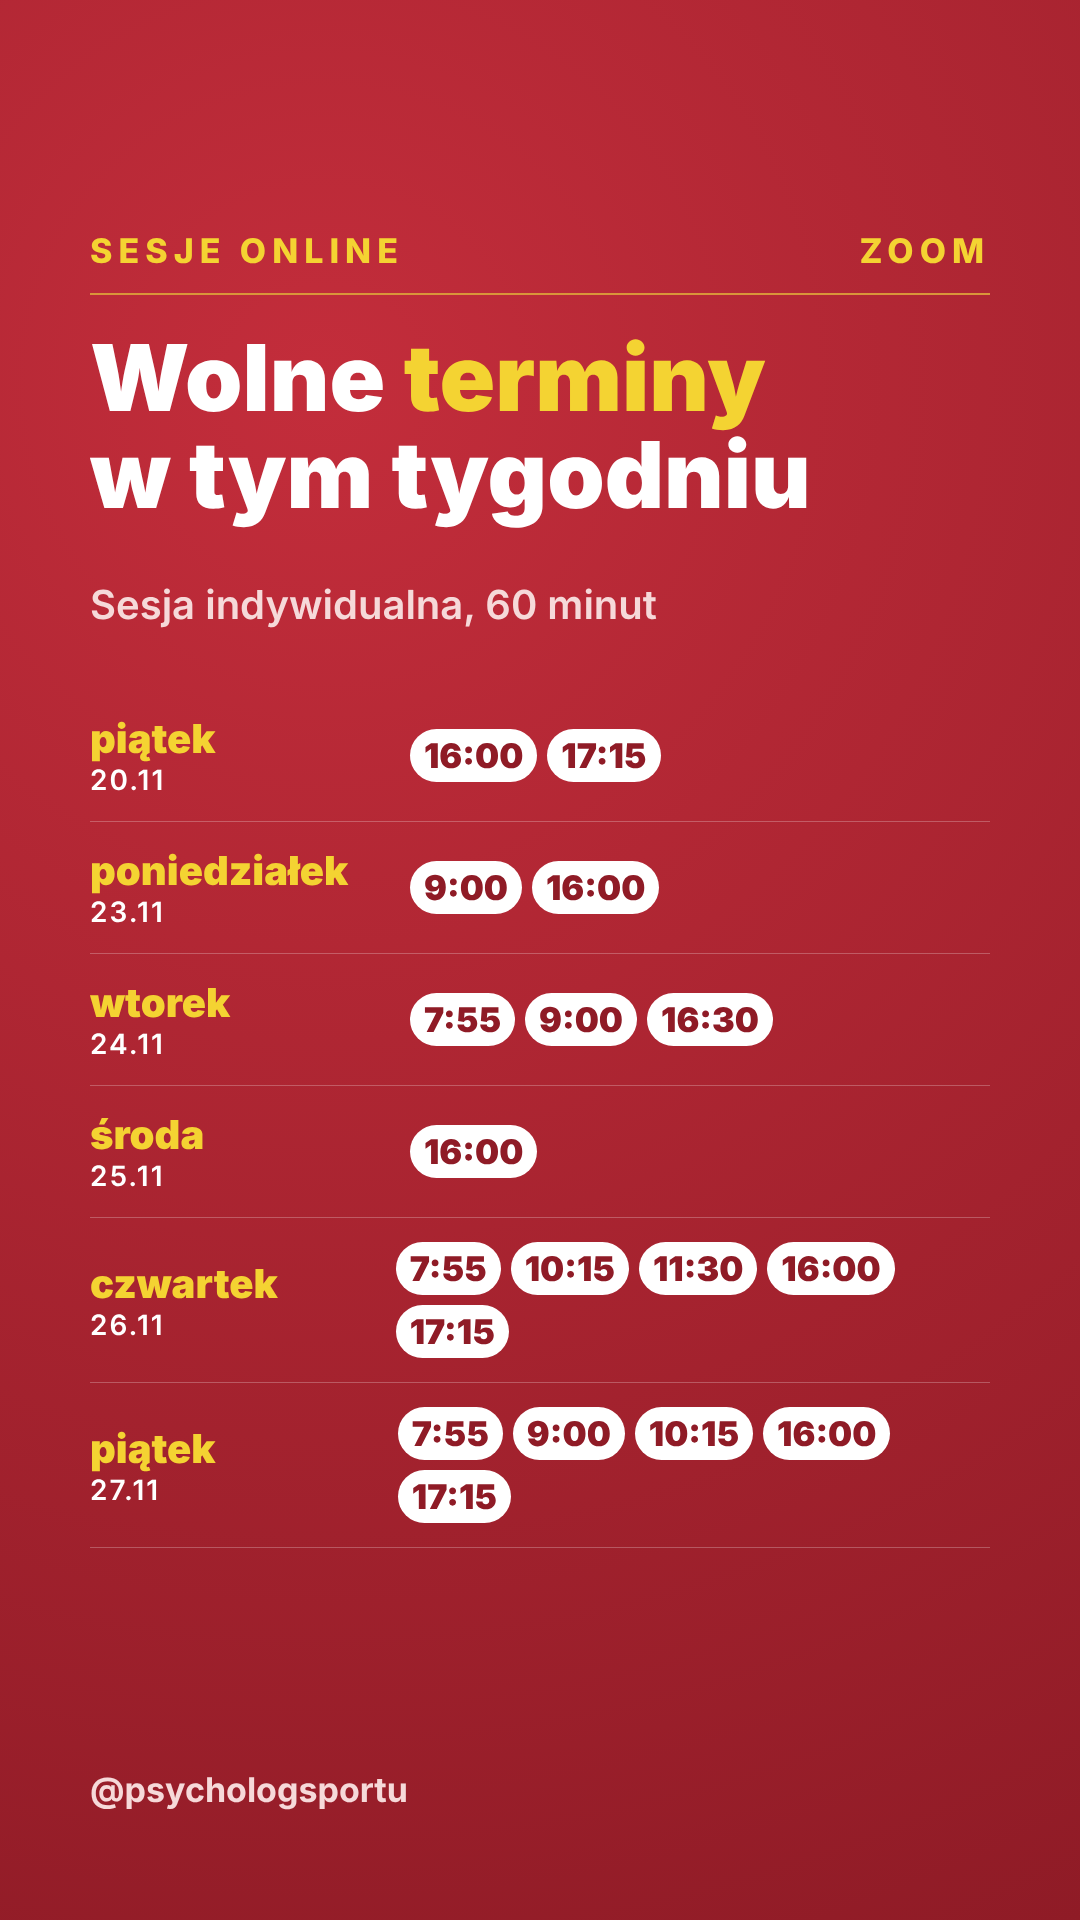 SESJE ONLINE ZOOM
Wolne terminy
w tym tygodniu
Sesja indywidualna, 60 minut
piątek
20.11
16:00 17:15
poniedziałek
23.11
9:00 16:00
wtorek
24.11
7:55 9:00 16:30
środa
25.11
16:00
czwartek
26.11
7:55 10:15 11:30 16:00
17:15
piątek
27.11
7:55 9:00 10:15 16:00
17:15
@psychologsportu